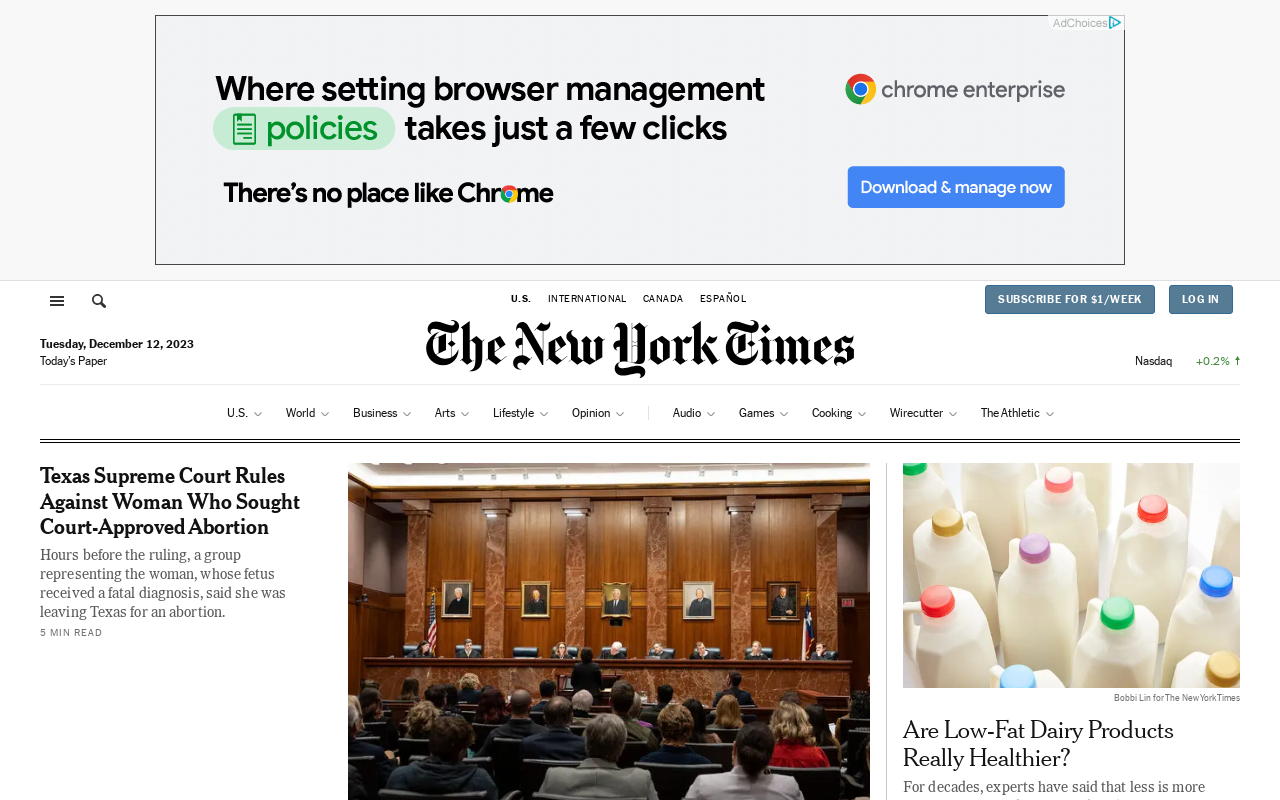 AdChoices
Where setting browser management
policies takes just a few clicks
There's no place like Chrome
chrome enterprise
Download & manage now
U.S. INTERNATIONAL CANADA ESPAÑOL
SUBSCRIBE FOR $1/WEEK
LOG IN
The New York Times
Tuesday, December 12, 2023
Today's Paper
Nasdaq +0.2%
U.S. World Business Arts Lifestyle Opinion Audio Games Cooking Wirecutter The Athletic
Texas Supreme Court Rules
Against Woman Who Sought
Court-Approved Abortion
Hours before the ruling, a group
representing the woman, whose fetus
received a fatal diagnosis, said she was
leaving Texas for an abortion.
5 MIN READ
Bobbi Lin for The New York Times
Are Low-Fat Dairy Products
Really Healthier?
For decades, experts have said that less is more